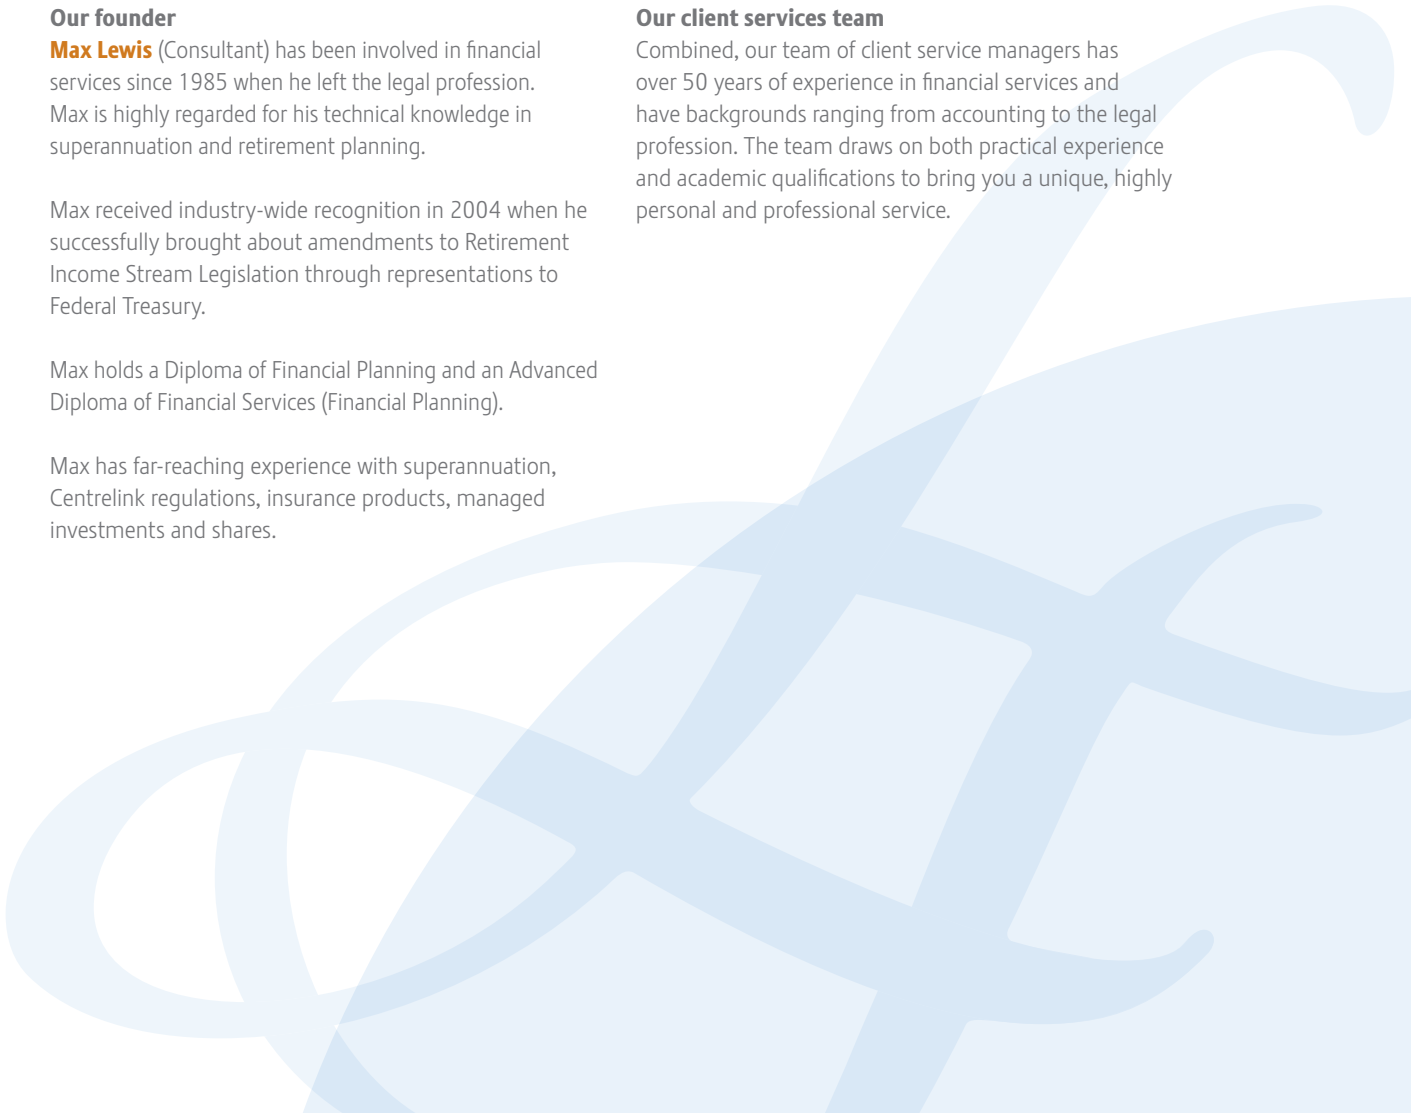 Our founder
Max Lewis (Consultant) has been involved in financial
services since 1985 when he left the legal profession.
Max is highly regarded for his technical knowledge in
superannuation and retirement planning.
Max received industry-wide recognition in 2004 when he
successfully brought about amendments to Retirement
Income Stream Legislation through representations to
Federal Treasury.
Max holds a Diploma of Financial Planning and an Advanced
Diploma of Financial Services (Financial Planning).
Max has far-reaching experience with superannuation,
Centrelink regulations, insurance products, managed
investments and shares.
Our client services team
Combined, our team of client service managers has
over 50 years of experience in financial services and
have backgrounds ranging from accounting to the legal
profession. The team draws on both practical experience
and academic qualifications to bring you a unique, highly
personal and professional service.